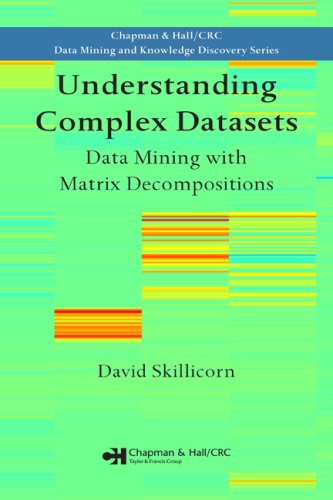 Chapman & Hall/CRC
Data Mining and Knowledge Discovery Series
Understanding
Complex Datasets
Data Mining with
Matrix Decompositions
David Skillicorn
Chapman & Hall/CRC
Taylor & Francis Group